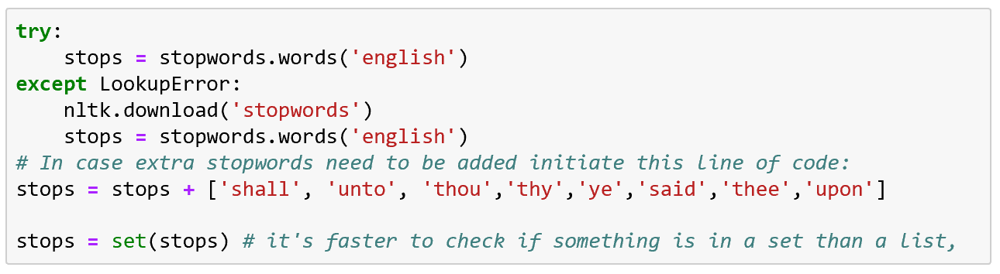 try:
    stops = stopwords.words('english')
except LookupError:
    nltk.download('stopwords')
    stops = stopwords.words('english')
# In case extra stopwords need to be added initiate this line of code:
stops = stops + ['shall', 'unto', 'thou','thy','ye','said','thee','upon']
stops = set(stops) # it's faster to check if something is in a set than a list,